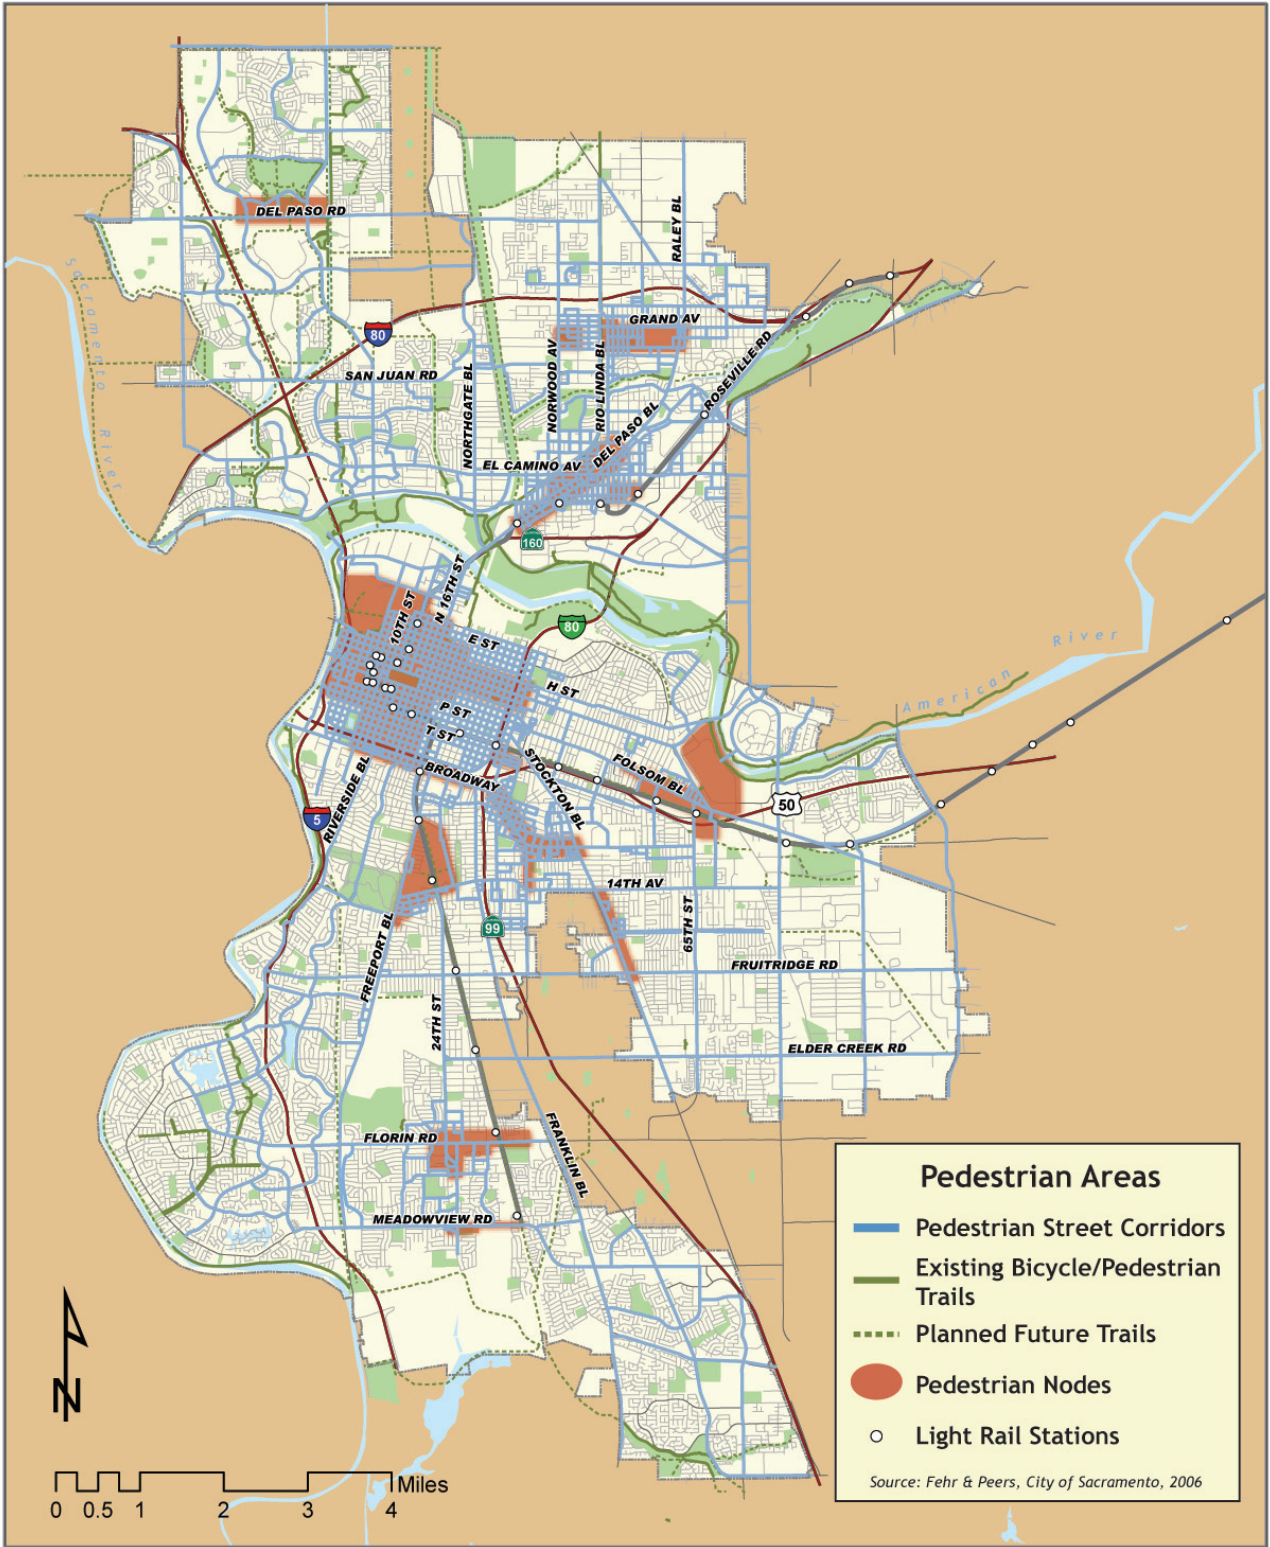 DEL PASO RD
RALEY BL
Sacramento River
GRAND AV
80
SAN JUAN RD
NORTHGATE BL
NORWOOD AV
RIO LINDA BL
ROSEVILLE RD
DEL PASO BL
EL CAMINO AV
160
N 16TH ST
10TH ST
80
E ST
H ST
American River
P ST
T ST
BROADWAY
STOCKTON BL
FOLSOM BL
50
RIVERSIDE BL
5
14TH AV
65TH ST
99
FREEPORT BL
FRUITRIDGE RD
24TH ST
ELDER CREEK RD
FLORIN RD
FRANKLIN BL
MEADOWVIEW RD
Pedestrian Areas
Pedestrian Street Corridors
Existing Bicycle/Pedestrian
Trails
Planned Future Trails
Pedestrian Nodes
Light Rail Stations
Source: Fehr & Peers, City of Sacramento, 2006
N
Miles
0 0.5 1 2 3 4